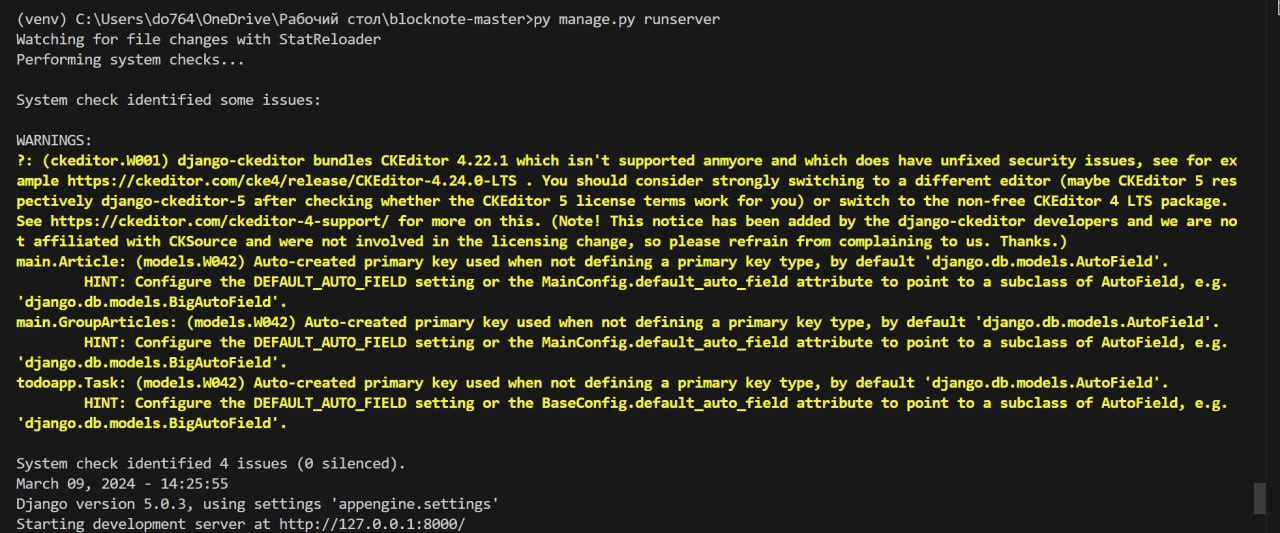 (venv) C:\Users\do764\OneDrive\Рабочий стол\blocknote-master>py manage.py runserver
Watching for file changes with StatReloader
Performing system checks...
System check identified some issues:
WARNINGS:
?: (ckeditor.W001) django-ckeditor bundles CKEditor 4.22.1 which isn't supported anmyore and which does have unfixed security issues, see for ex
ample https://ckeditor.com/cke4/release/CKEditor-4.24.0-LTS . You should consider strongly switching to a different editor (maybe CKEditor 5 res
pectively django-ckeditor-5 after checking whether the CKEditor 5 license terms work for you) or switch to the non-free CKEditor 4 LTS package.
See https://ckeditor.com/ckeditor-4-support/ for more on this. (Note! This notice has been added by the django-ckeditor developers and we are no
t affiliated with CKSource and were not involved in the licensing change, so please refrain from complaining to us. Thanks.)
main.Article: (models.W042) Auto-created primary key used when not defining a primary key type, by default 'django.db.models.AutoField'.
HINT: Configure the DEFAULT_AUTO_FIELD setting or the MainConfig.default_auto_field attribute to point to a subclass of AutoField, e.g.
'django.db.models.BigAutoField'.
main.GroupArticles: (models.W042) Auto-created primary key used when not defining a primary key type, by default 'django.db.models.AutoField'.
HINT: Configure the DEFAULT_AUTO_FIELD setting or the MainConfig.default_auto_field attribute to point to a subclass of AutoField, e.g.
'django.db.models.BigAutoField'.
todoapp.Task: (models.W042) Auto-created primary key used when not defining a primary key type, by default 'django.db.models.AutoField'.
HINT: Configure the DEFAULT_AUTO_FIELD setting or the BaseConfig.default_auto_field attribute to point to a subclass of AutoField, e.g.
'django.db.models.BigAutoField'.
System check identified 4 issues (0 silenced).
March 09, 2024 - 14:25:55
Django version 5.0.3, using settings 'appengine.settings'
Starting development server at http://127.0.0.1:8000/